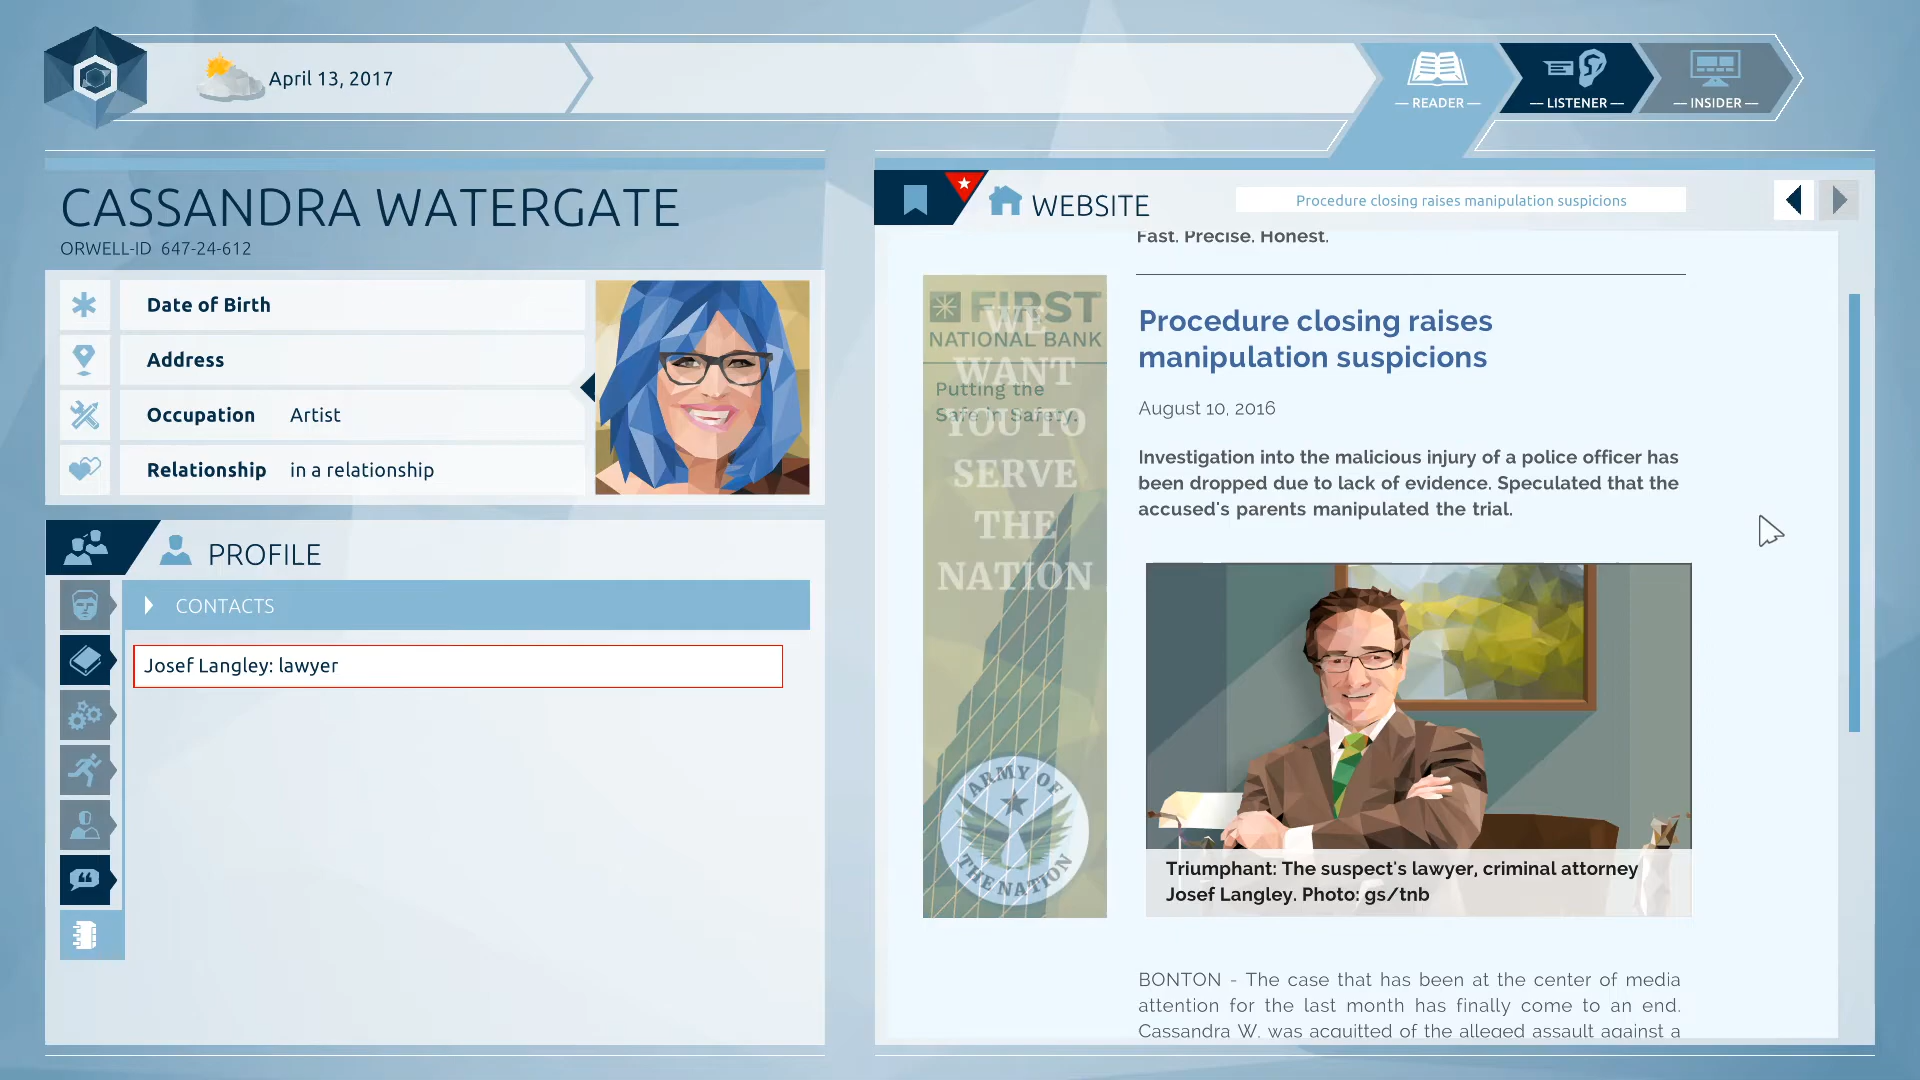 April 13, 2017
— READER —
— LISTENER —
— INSIDER —
CASSANDRA WATERGATE
ORWELL-ID 647-24-612
Date of Birth
Address
Occupation Artist
Relationship in a relationship
PROFILE
CONTACTS
Josef Langley: lawyer
WEBSITE
Procedure closing raises manipulation suspicions
Fast. Precise. Honest.
FIRST
NATIONAL BANK
Putting the
Safe in Safety.
WE
WANT
YOU TO
SERVE
THE
NATION
ARMY OF
THE NATION
Procedure closing raises
manipulation suspicions
August 10, 2016
Investigation into the malicious injury of a police officer has
been dropped due to lack of evidence. Speculated that the
accused's parents manipulated the trial.
Triumphant: The suspect's lawyer, criminal attorney
Josef Langley. Photo: gs/tnb
BONTON - The case that has been at the center of media
attention for the last month has finally come to an end.
Cassandra W. was acquitted of the alleged assault against a